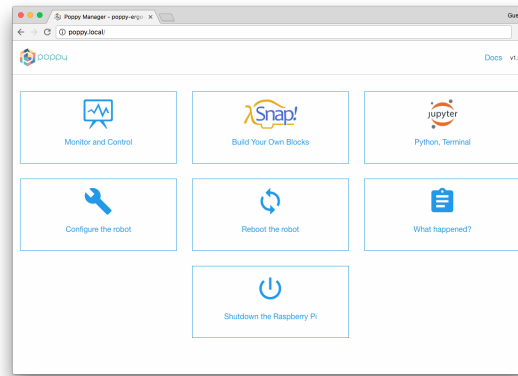 Poppy Manager - poppy-ergo
Gue
poppy.local/
poppy
Docs v1.
Snap!
jupyter
Monitor and Control
Build Your Own Blocks
Python, Terminal
Configure the robot
Reboot the robot
What happened?
Shutdown the Raspberry Pi